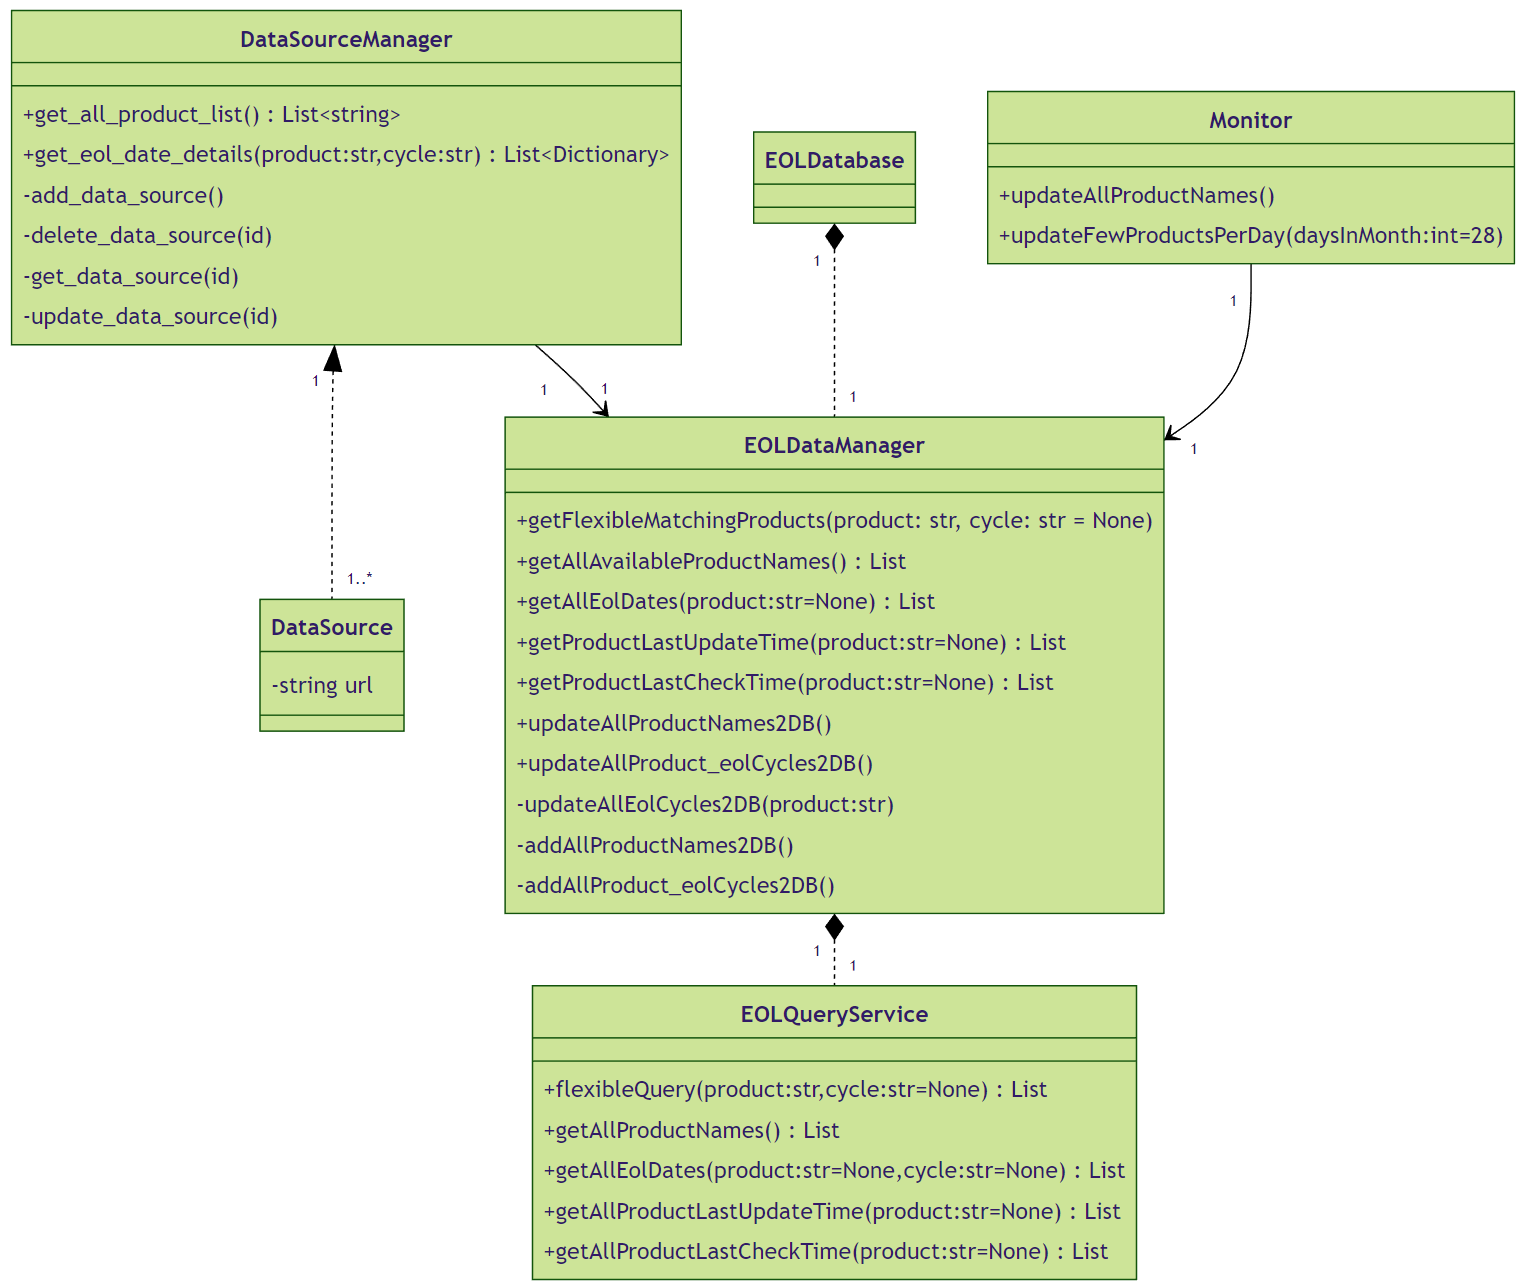 DataSourceManager
+get_all_product_list() : List<string>
+get_eol_date_details(product:str,cycle:str) : List<Dictionary>
-add_data_source()
-delete_data_source(id)
-get_data_source(id)
-update_data_source(id)
EOLDatabase
Monitor
+updateAllProductNames()
+updateFewProductsPerDay(daysInMonth:int=28)
1
1
1
1
1
1
1
1
1..*
DataSource
-string url
EOLDataManager
+getFlexibleMatchingProducts(product: str, cycle: str = None)
+getAllAvailableProductNames() : List
+getAllEolDates(product:str=None) : List
+getProductLastUpdateTime(product:str=None) : List
+getProductLastCheckTime(product:str=None) : List
+updateAllProductNames2DB()
+updateAllProduct_eolCycles2DB()
-updateAllEolCycles2DB(product:str)
-addAllProductNames2DB()
-addAllProduct_eolCycles2DB()
1
1
EOLQueryService
+flexibleQuery(product:str,cycle:str=None) : List
+getAllProductNames() : List
+getAllEolDates(product:str=None,cycle:str=None) : List
+getAllProductLastUpdateTime(product:str=None) : List
+getAllProductLastCheckTime(product:str=None) : List